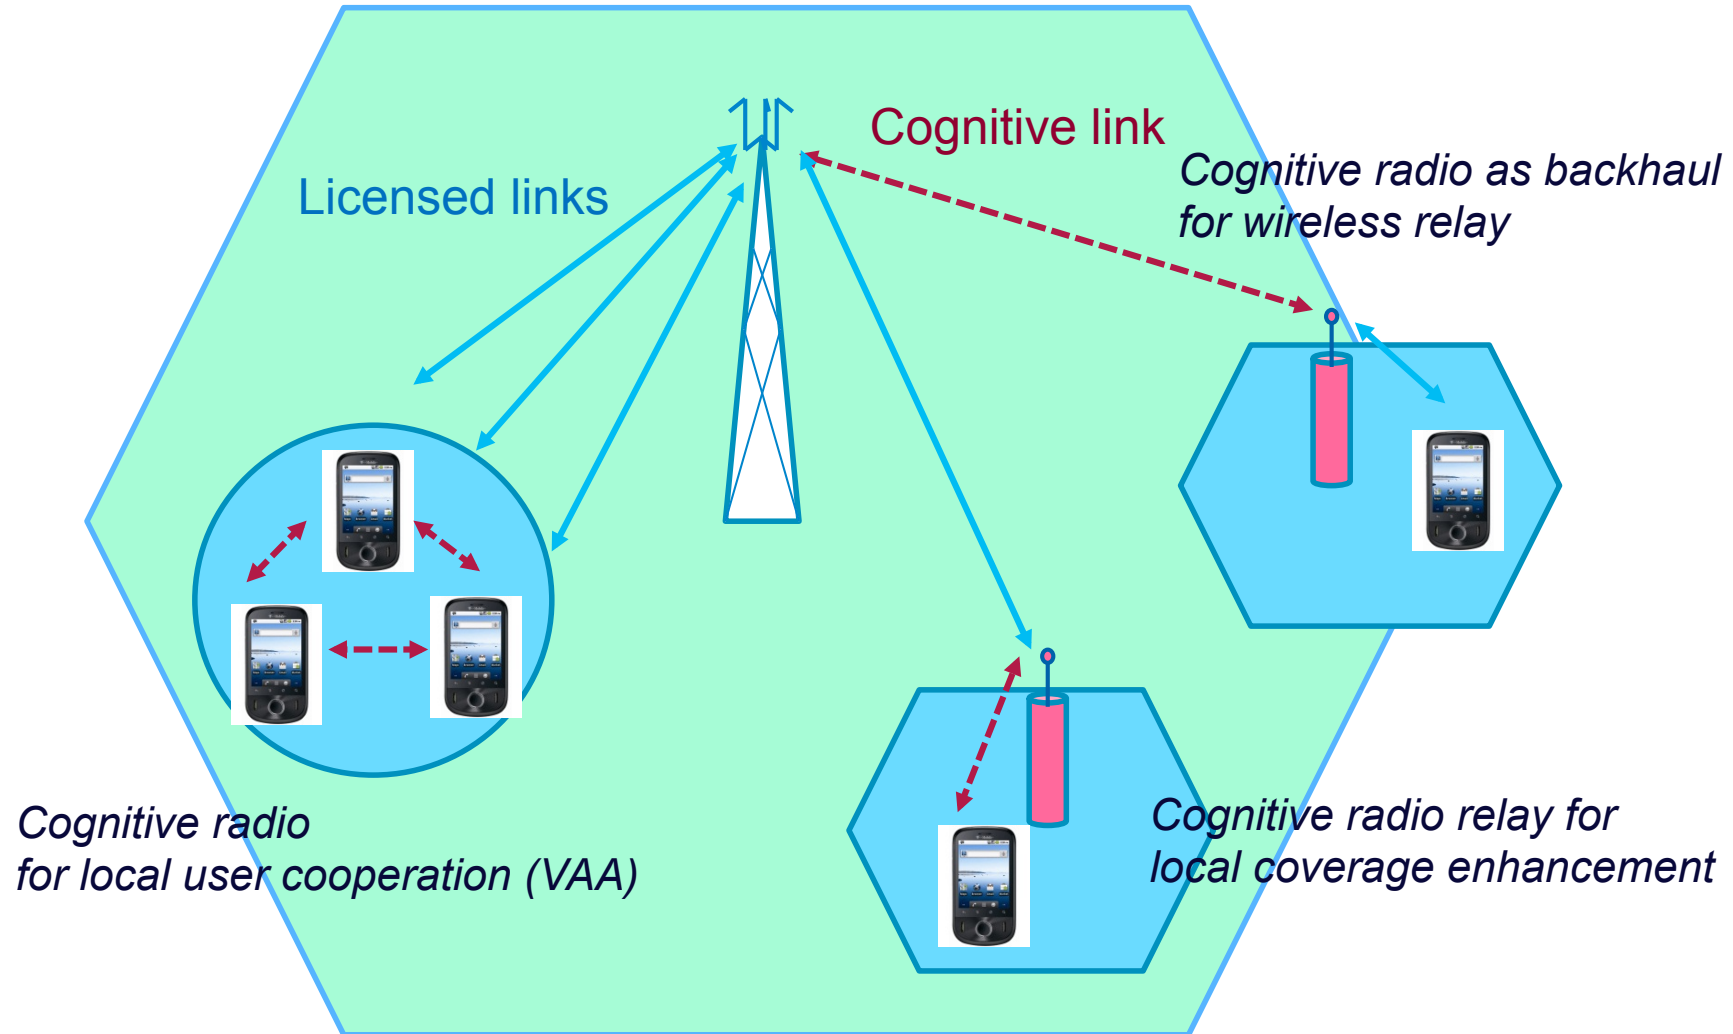 Cognitive link
Licensed links
Cognitive radio as backhaul
for wireless relay
Cognitive radio
for local user cooperation (VAA)
Cognitive radio relay for
local coverage enhancement